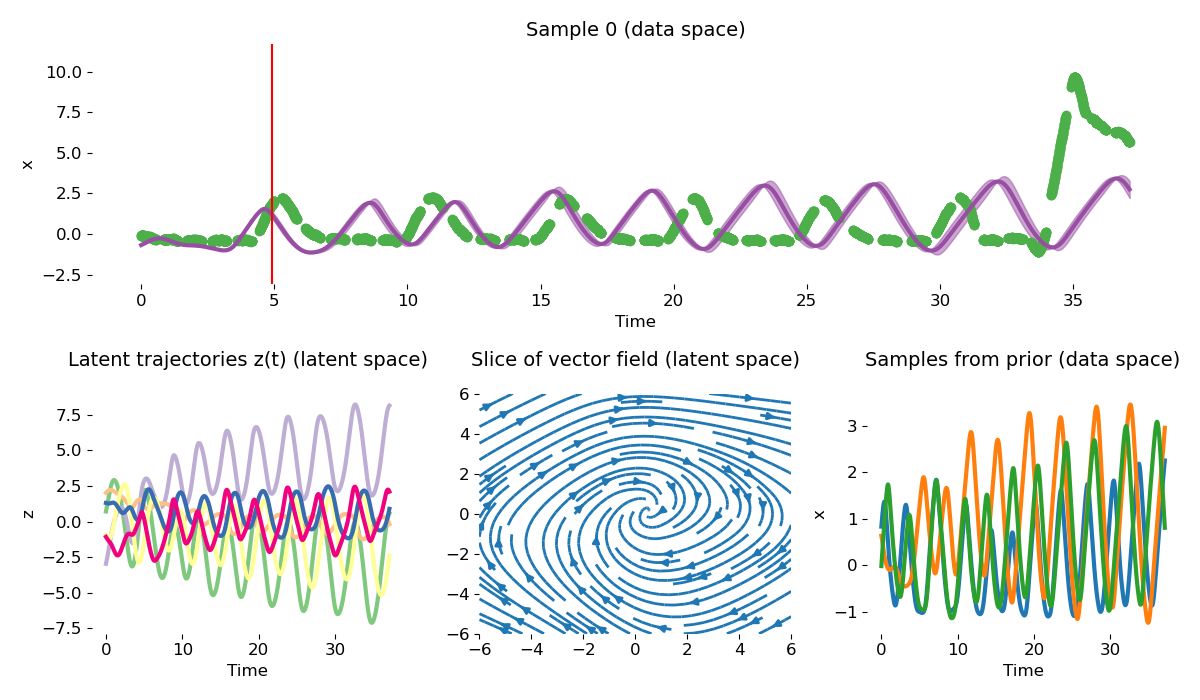 Sample 0 (data space)
10.0
7.5
5.0
2.5
0.0
−2.5
x
0 5 10 15 20 25 30 35
Time
Latent trajectories z(t) (latent space)
7.5
5.0
2.5
0.0
−2.5
−5.0
−7.5
z
0 10 20 30
Time
Slice of vector field (latent space)
6
4
2
0
−2
−4
−6
−6 −4 −2 0 2 4 6
Samples from prior (data space)
3
2
1
0
−1
x
0 10 20 30
Time